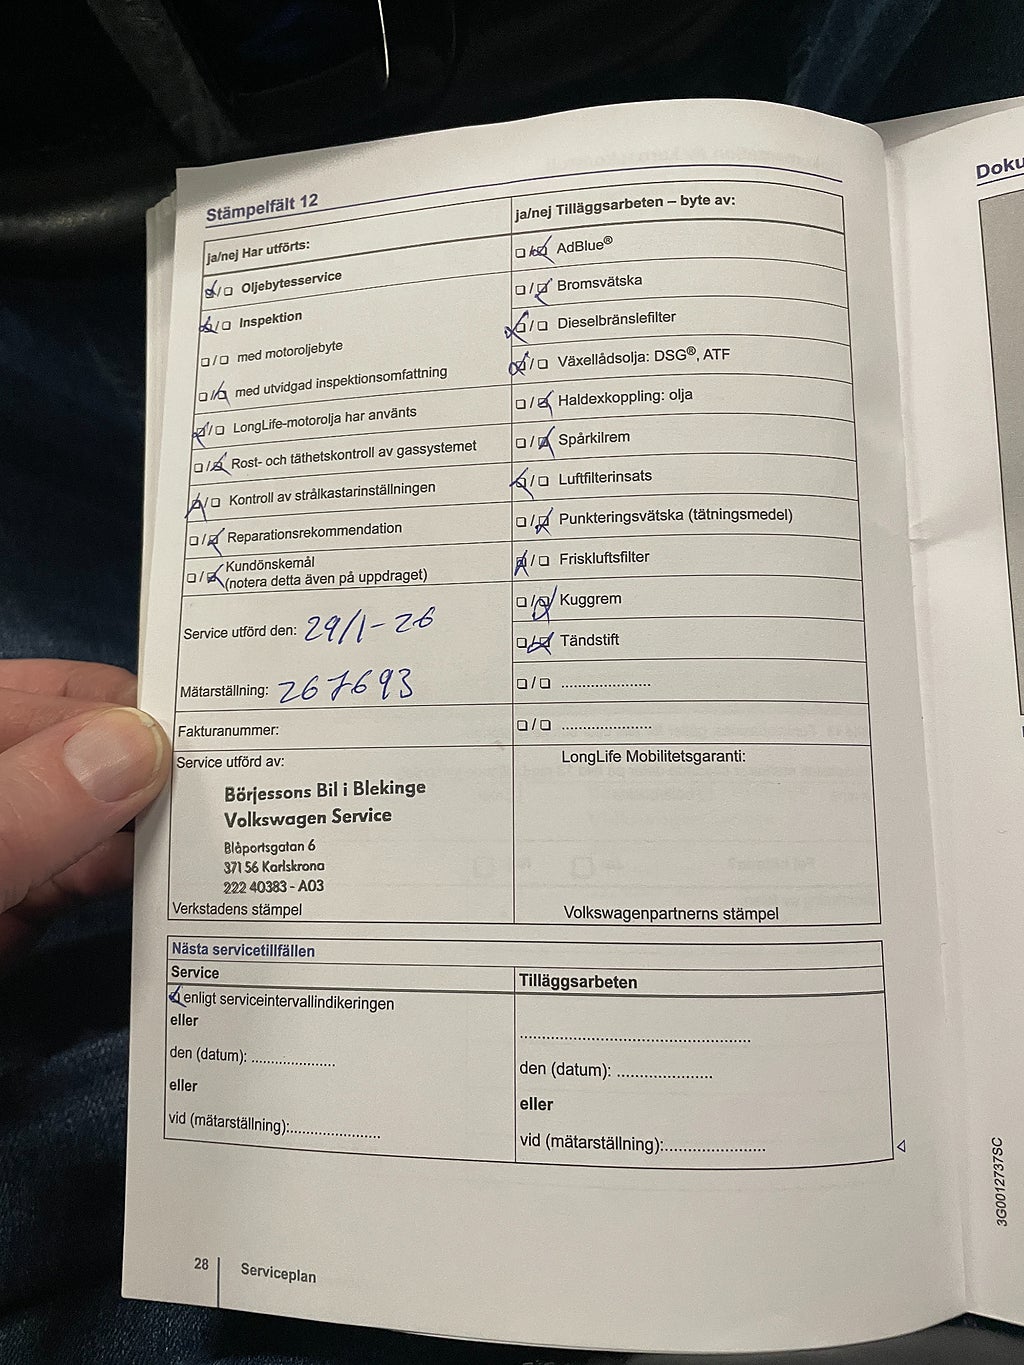 Stämpelfält 12
ja/nej Har utförts:
☑/☐ Oljebytesservice
☑/☐ Inspektion
☐/☐ med motoroljebyte
☐/☑ med utvidgad inspektionsomfattning
☑/☐ LongLife-motorolja har använts
☐/☑ Rost- och täthetskontroll av gassystemet
☑/☐ Kontroll av strålkastarinställningen
☐/☑ Reparationsrekommendation
☐/☑ Kundönskemål
(notera detta även på uppdraget)
Service utförd den: 29/1-26
Mätarställning: 267693
Fakturanummer:
Service utförd av:
Börjessons Bil i Blekinge
Volkswagen Service
Blåportsgatan 6
371 56 Karlskrona
222 40383 - A03
Verkstadens stämpel
ja/nej Tilläggsarbeten – byte av:
☐/☑ AdBlue®
☐/☑ Bromsvätska
☑/☐ Dieselbränslefilter
☑/☐ Växellådsolja: DSG®, ATF
☐/☑ Haldexkoppling: olja
☐/☑ Spårkilrem
☑/☐ Luftfilterinsats
☐/☑ Punkteringsvätska (tätningsmedel)
☑/☐ Friskluftsfilter
☐/☑ Kuggrem
☐/☑ Tändstift
☐/☐ ......................
☐/☐ ......................
LongLife Mobilitetsgaranti:
Volkswagenpartnerns stämpel
Nästa servicetillfällen
Service
☑ enligt serviceintervallindikeringen
eller
den (datum): ....................
eller
vid (mätarställning):......................
Tilläggsarbeten
.......................................................
den (datum): .......................
eller
vid (mätarställning):.........................
28
Serviceplan
Doku
3G0012737SC